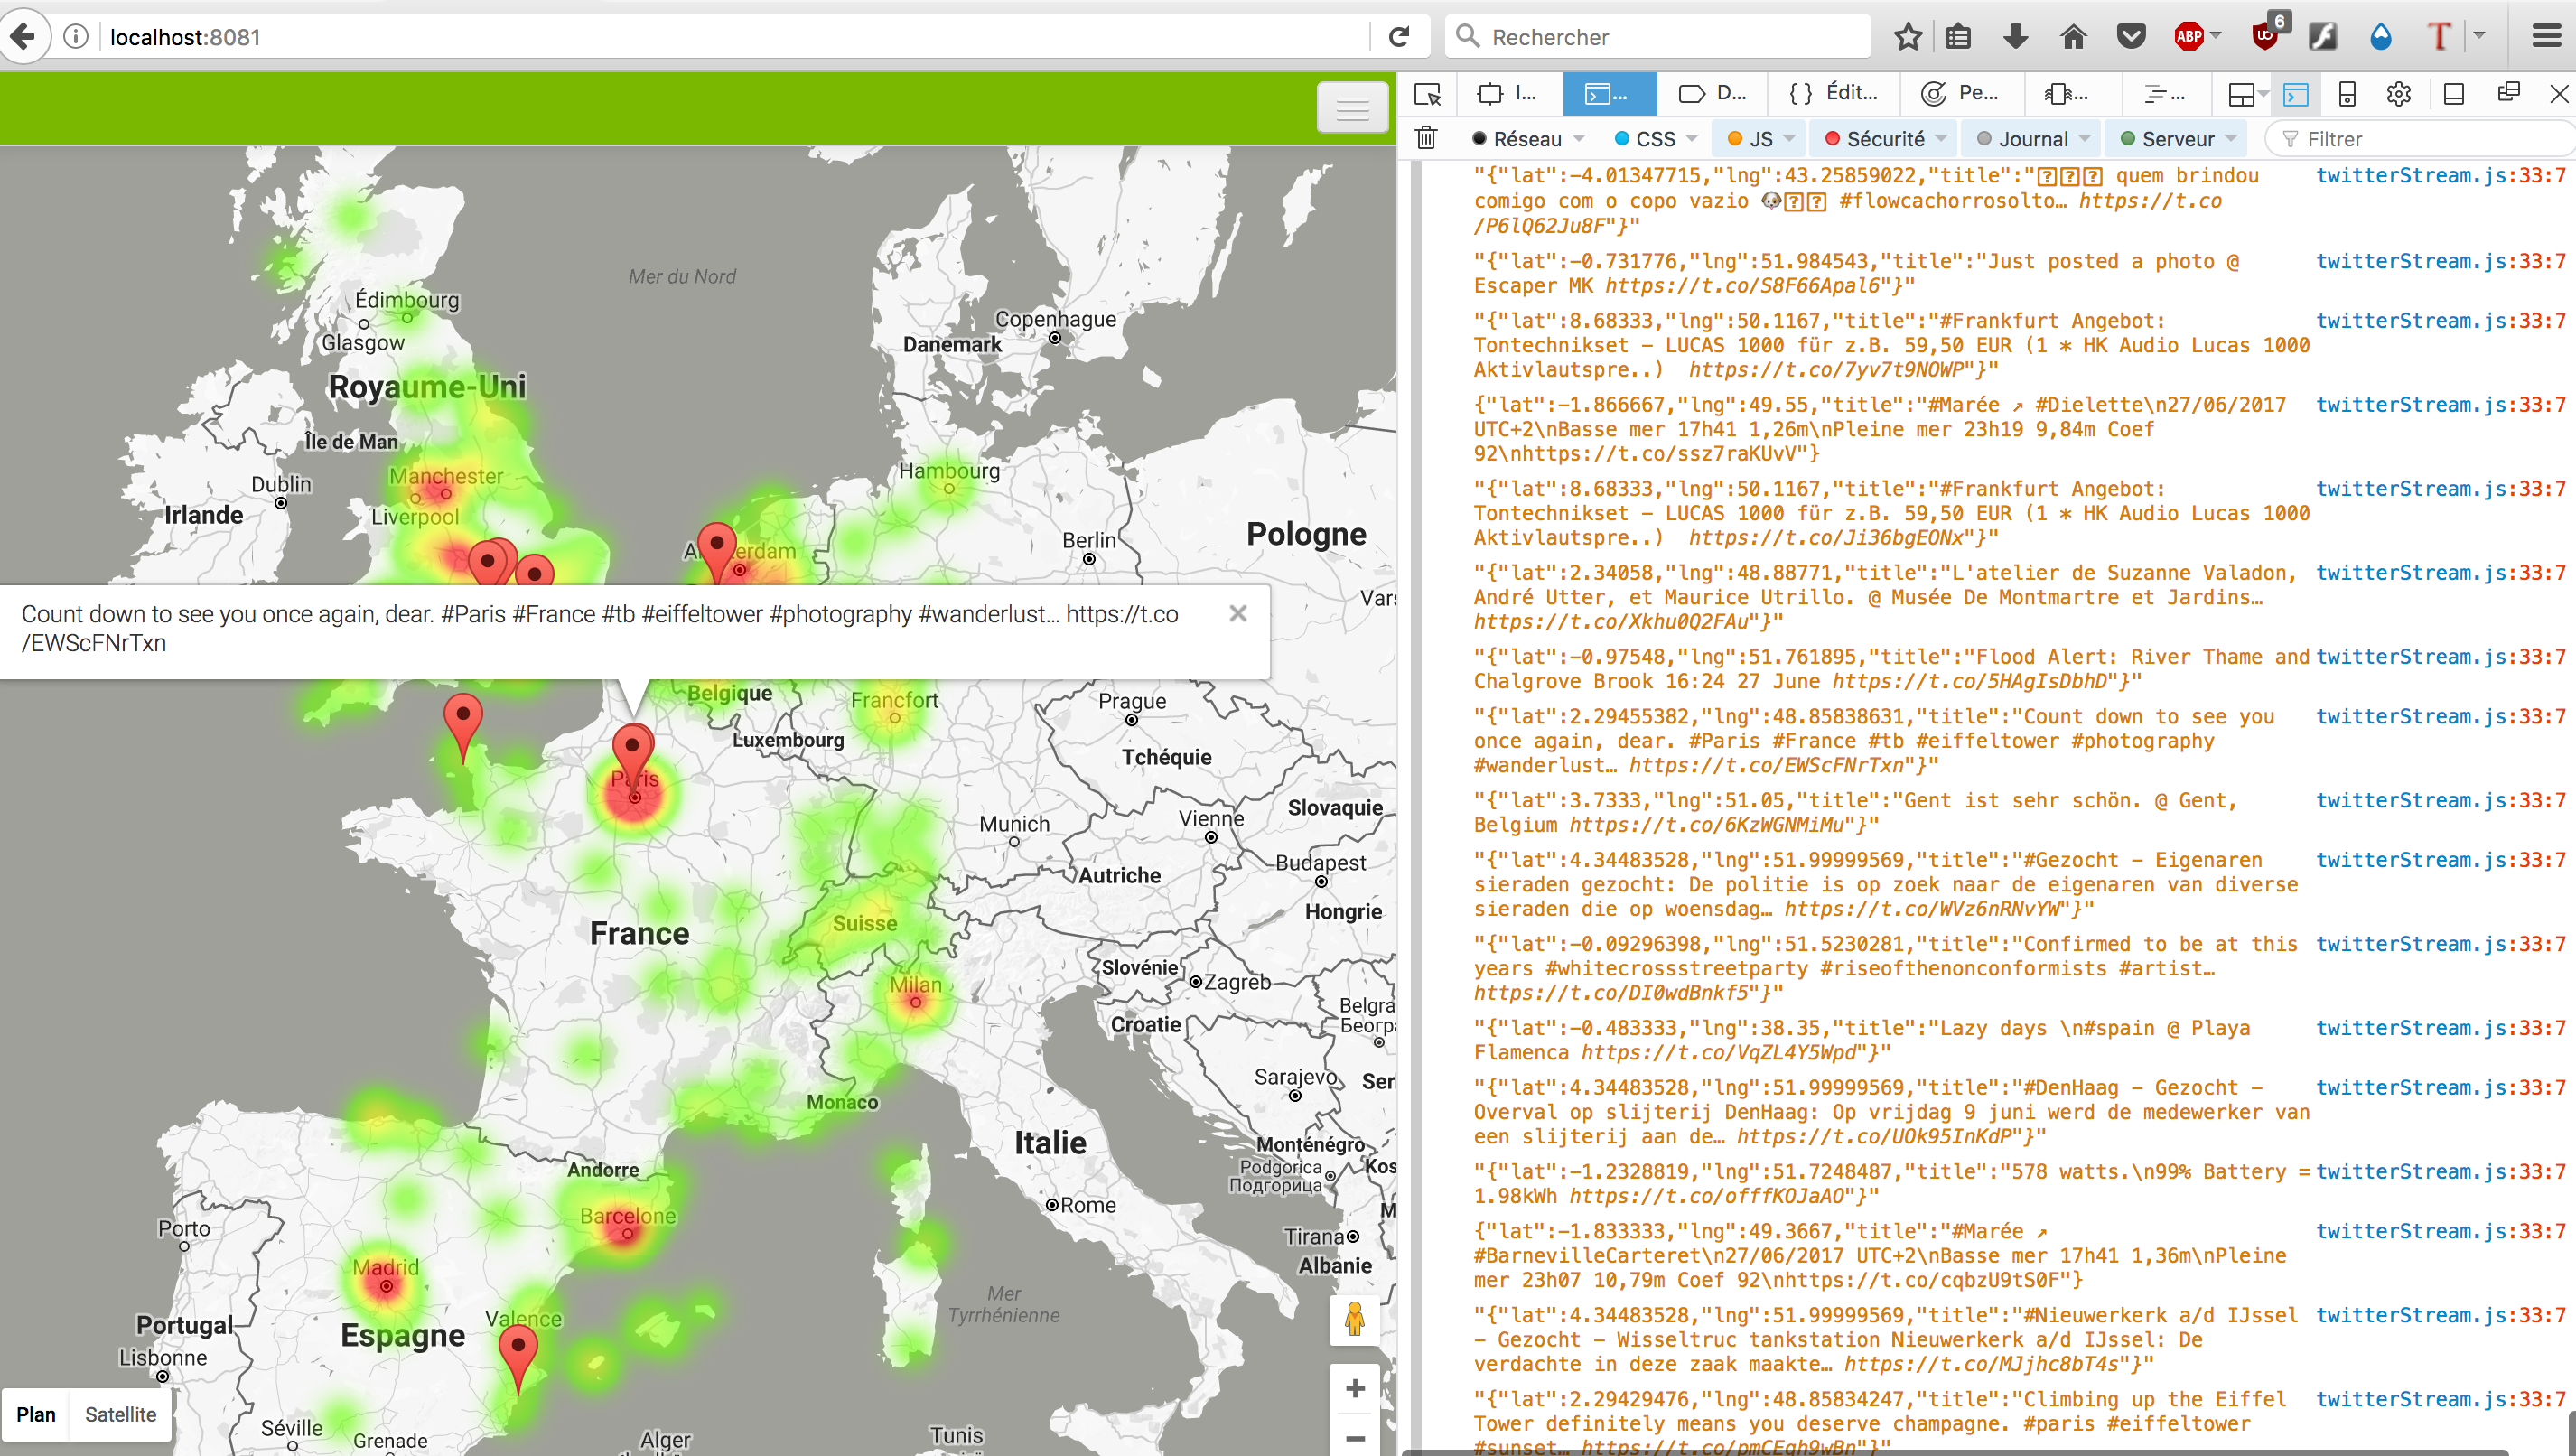 localhost:8081
Rechercher
ABP
6
T
I...
...
D...
{ } Édit...
Pe...
...
...
Réseau
CSS
JS
Sécurité
Journal
Serveur
Filtrer
Mer du Nord
Édimbourg
Glasgow
Copenhague
Danemark
Royaume-Uni
Île de Man
Manchester
Hambourg
Dublin
Irlande
Liverpool
Pologne
Berlin
Count down to see you once again, dear. #Paris #France #tb #eiffeltower #photography #wanderlust… https://t.co
/EWScFNrTxn
Belgique
Francfort
Prague
Luxembourg
Tchéquie
Paris
Slovaquie
Munich
Vienne
Budapest
Autriche
Hongrie
France
Suisse
Slovénie
Zagreb
Milan
Belgra
Croatie
Sarajevo
Ser
Monaco
Italie
Monténégro
Podgorica
Подгорица
Kos
Andorre
Rome
Barcelone
Porto
Tirana
Albanie
Madrid
Mer
Tyrrhénienne
Valence
Portugal
Espagne
Lisbonne
Plan
Satellite
Séville
Grenade
Alger
Tunis
"{"lat":-4.01347715,"lng":43.25859022,"title":" quem brindou
comigo com o copo vazio 🐶 #flowcachorrosolto… https://t.co
/P6lQ62Ju8F"}"
twitterStream.js:33:7
"{"lat":-0.731776,"lng":51.984543,"title":"Just posted a photo @
Escaper MK https://t.co/S8F66Apal6"}"
twitterStream.js:33:7
"{"lat":8.68333,"lng":50.1167,"title":"#Frankfurt Angebot:
Tontechnikset - LUCAS 1000 für z.B. 59,50 EUR (1 * HK Audio Lucas 1000
Aktivlautspre..)  https://t.co/7yv7t9NOWP"}"
twitterStream.js:33:7
{"lat":-1.866667,"lng":49.55,"title":"#Marée ↗ #Dielette\n27/06/2017
UTC+2\nBasse mer 17h41 1,26m\nPleine mer 23h19 9,84m Coef
92\nhttps://t.co/ssz7raKUvV"}
twitterStream.js:33:7
"{"lat":8.68333,"lng":50.1167,"title":"#Frankfurt Angebot:
Tontechnikset - LUCAS 1000 für z.B. 59,50 EUR (1 * HK Audio Lucas 1000
Aktivlautspre..)  https://t.co/Ji36bgEONx"}"
twitterStream.js:33:7
"{"lat":2.34058,"lng":48.88771,"title":"L'atelier de Suzanne Valadon,
André Utter, et Maurice Utrillo. @ Musée De Montmartre et Jardins…
https://t.co/Xkhu0Q2FAu"}"
twitterStream.js:33:7
"{"lat":-0.97548,"lng":51.761895,"title":"Flood Alert: River Thame and
Chalgrove Brook 16:24 27 June https://t.co/5HAgIsDbhD"}"
twitterStream.js:33:7
"{"lat":2.29455382,"lng":48.85838631,"title":"Count down to see you
once again, dear. #Paris #France #tb #eiffeltower #photography
#wanderlust… https://t.co/EWScFNrTxn"}"
twitterStream.js:33:7
"{"lat":3.7333,"lng":51.05,"title":"Gent ist sehr schön. @ Gent,
Belgium https://t.co/6KzWGNMiMu"}"
twitterStream.js:33:7
"{"lat":4.34483528,"lng":51.99999569,"title":"#Gezocht - Eigenaren
sieraden gezocht: De politie is op zoek naar de eigenaren van diverse
sieraden die op woensdag… https://t.co/WVz6nRNvYW"}"
twitterStream.js:33:7
"{"lat":-0.09296398,"lng":51.5230281,"title":"Confirmed to be at this
years #whitecrossstreetparty #riseofthenonconformists #artist…
https://t.co/DI0wdBnkf5"}"
twitterStream.js:33:7
"{"lat":-0.483333,"lng":38.35,"title":"Lazy days \n#spain @ Playa
Flamenca https://t.co/VqZL4Y5Wpd"}"
twitterStream.js:33:7
"{"lat":4.34483528,"lng":51.99999569,"title":"#DenHaag - Gezocht -
Overval op slijterij DenHaag: Op vrijdag 9 juni werd de medewerker van
een slijterij aan de… https://t.co/UOk95InKdP"}"
twitterStream.js:33:7
"{"lat":-1.2328819,"lng":51.7248487,"title":"578 watts.\n99% Battery =
1.98kWh https://t.co/offfKOJaAO"}"
twitterStream.js:33:7
{"lat":-1.833333,"lng":49.3667,"title":"#Marée ↗
#BarnevilleCarteret\n27/06/2017 UTC+2\nBasse mer 17h41 1,36m\nPleine
mer 23h07 10,79m Coef 92\nhttps://t.co/cqbzU9tS0F"}
twitterStream.js:33:7
"{"lat":4.34483528,"lng":51.99999569,"title":"#Nieuwerkerk a/d IJssel
- Gezocht - Wisseltruc tankstation Nieuwerkerk a/d IJssel: De
verdachte in deze zaak maakte… https://t.co/MJjhc8bT4s"}"
twitterStream.js:33:7
"{"lat":2.29429476,"lng":48.85834247,"title":"Climbing up the Eiffel
Tower definitely means you deserve champagne. #paris #eiffeltower
#sunset… https://t.co/pmCEqh9wBn"}"
twitterStream.js:33:7